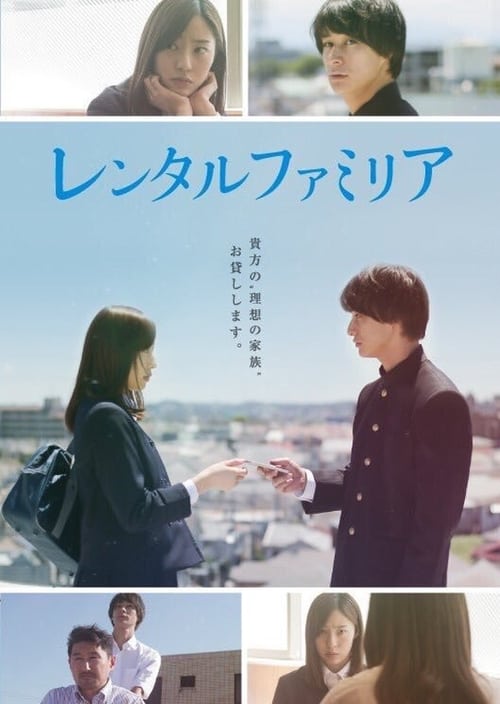 レンタルファミリア
貴方の"理想の家族"
お貸しします。